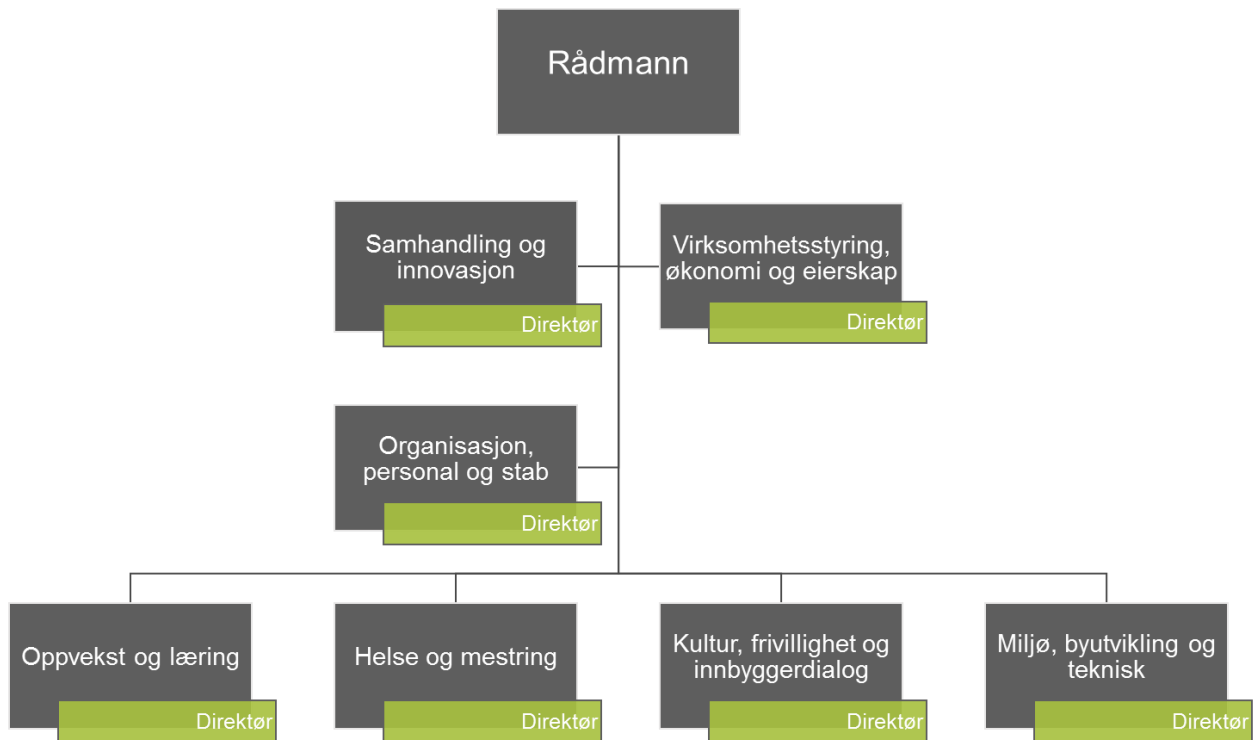 Rådmann
Samhandling og
innovasjon
Direktør
Virksomhetsstyring,
økonomi og eierskap
Direktør
Organisasjon,
personal og stab
Direktør
Oppvekst og læring
Direktør
Helse og mestring
Direktør
Kultur, frivillighet og
innbyggerdialog
Direktør
Miljø, byutvikling og
teknisk
Direktør